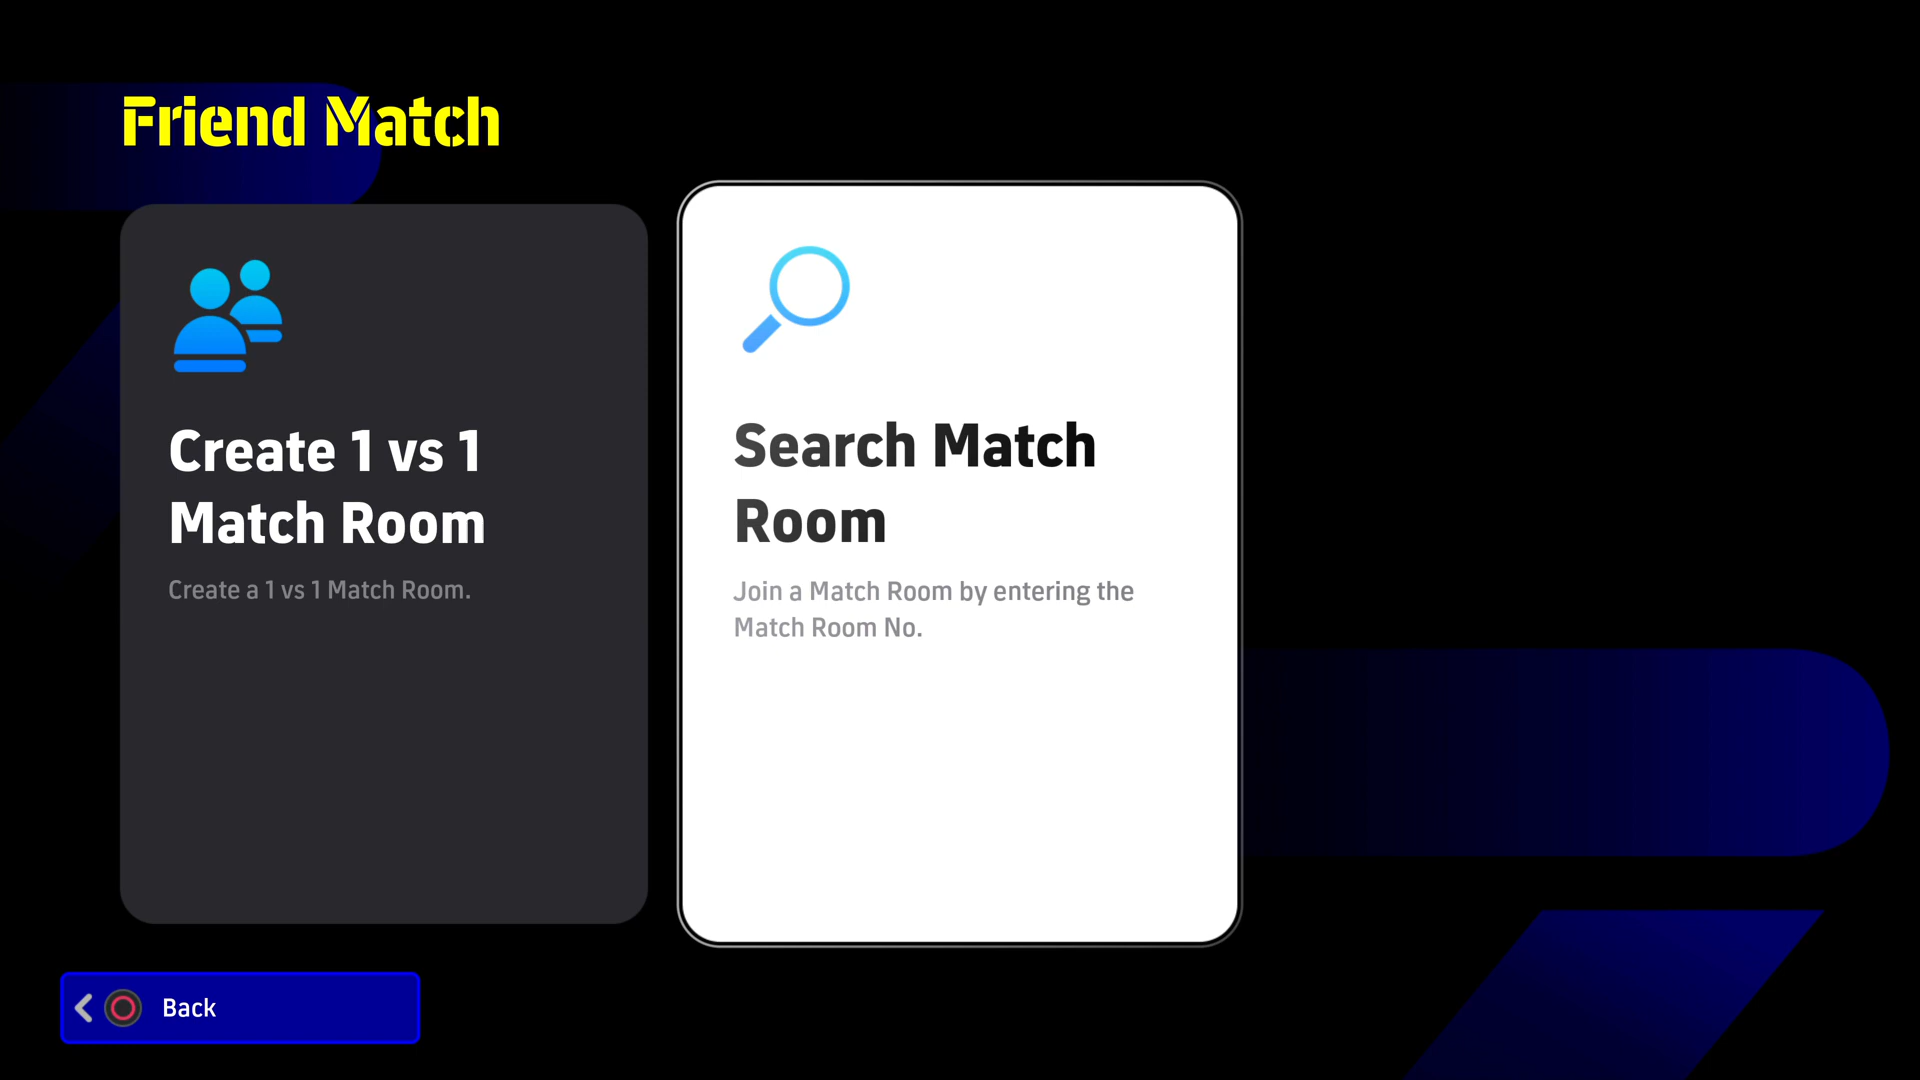 Friend Match
Create 1 vs 1
Match Room
Create a 1 vs 1 Match Room.
Search Match
Room
Join a Match Room by entering the
Match Room No.
Back